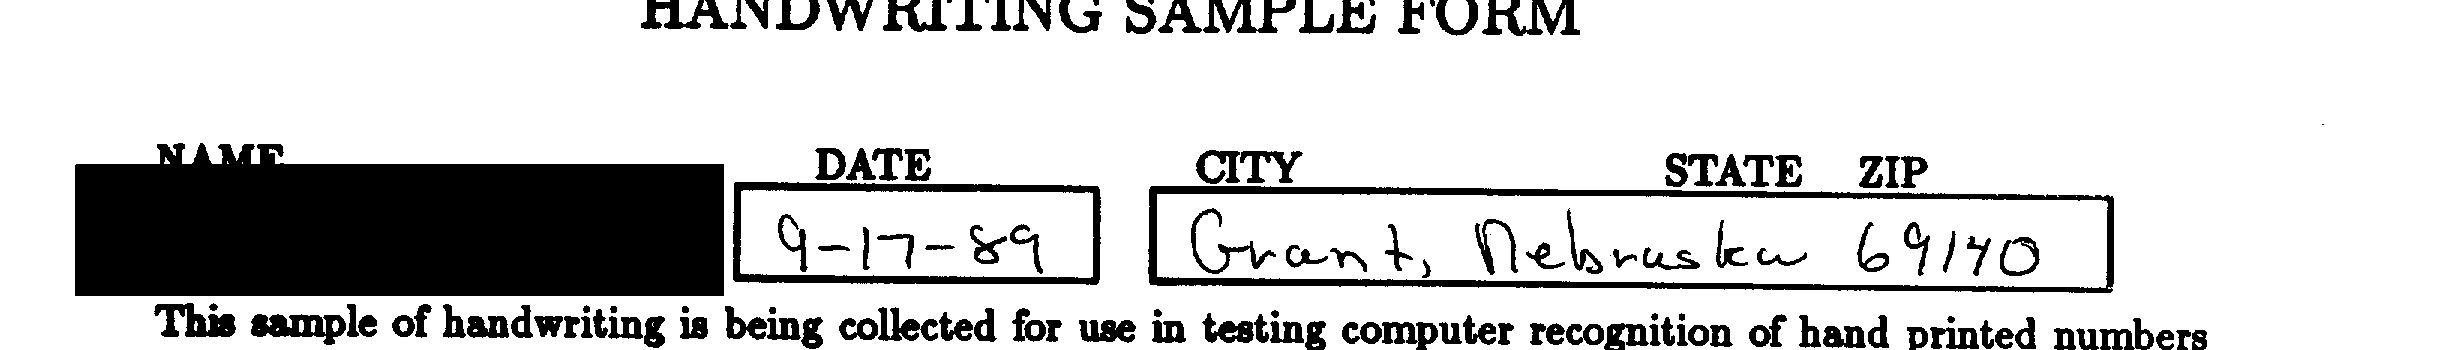 HANDWRITING SAMPLE FORM
NAME DATE CITY STATE ZIP
9-17-89 Grant, Nebraska 69140
This sample of handwriting is being collected for use in testing computer recognition of hand printed numbers